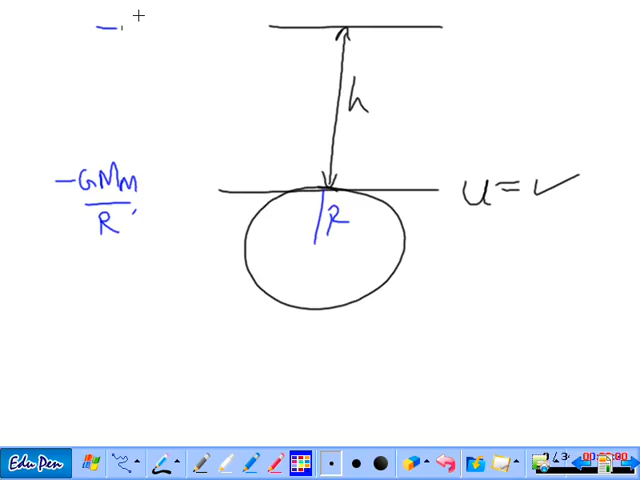 −
h
−GMm
R
R
u = ✓
Edu Pen